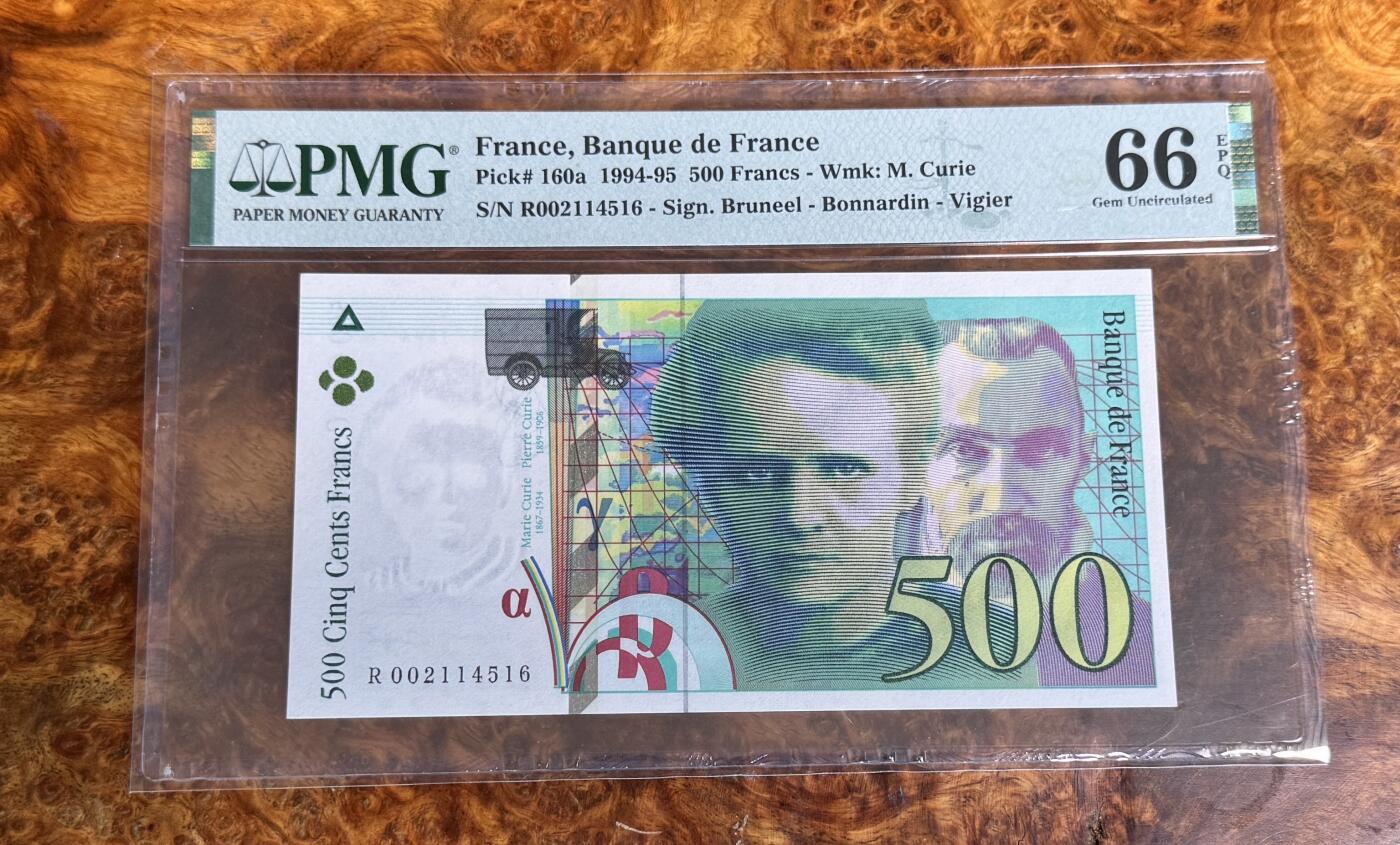 PMG®
PAPER MONEY GUARANTY
France, Banque de France
Pick# 160a 1994-95 500 Francs - Wmk: M. Curie
S/N R002114516 - Sign. Bruneel - Bonnardin - Vigier
66
EPQ
Gem Uncirculated
500 Cinq Cents Francs
R 002114516
Marie Curie Pierre Curie
1867-1934 1859-1906
α
γ
Banque de France
500